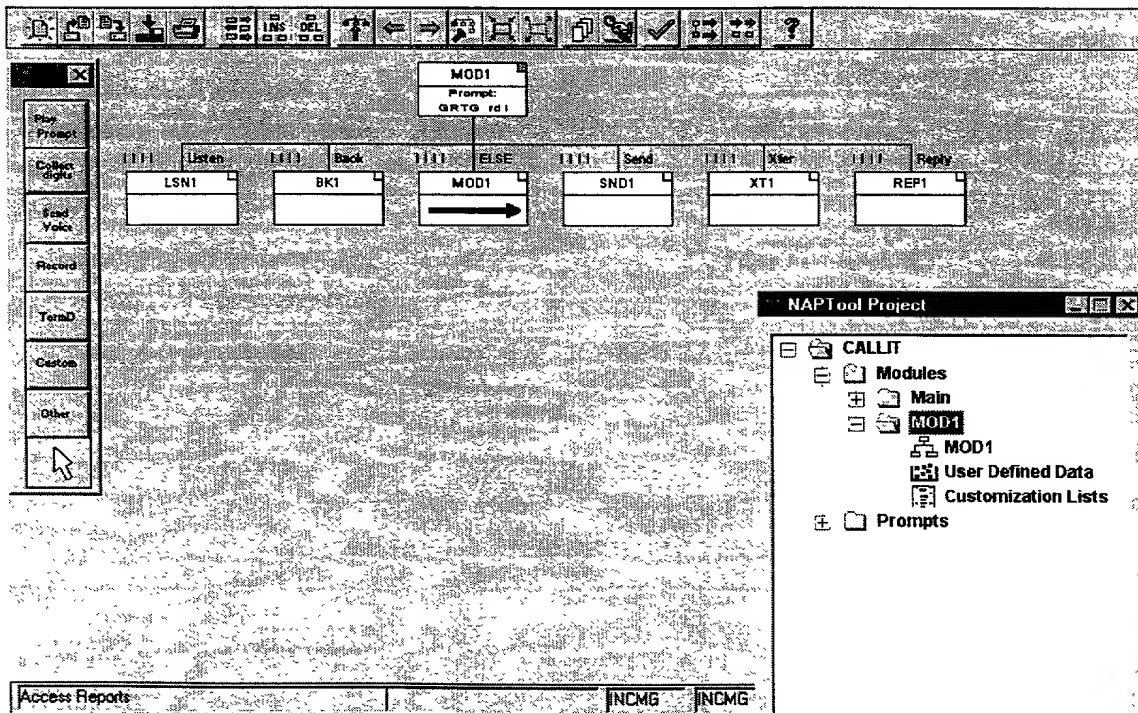 INS DEL
?
MOD1
Prompt:
GRTG rd1
Play
Prompt
Collect
digits
Send
Voice
Record
TermD
Custom
Other
Listen Back ELSE Send Xfer Reply
LSN1 BK1 MOD1 SND1 XT1 REP1
NAPTool Project
CALLIT
Modules
Main
MOD1
MOD1
User Defined Data
Customization Lists
Prompts
Access Reports INCMG INCMG